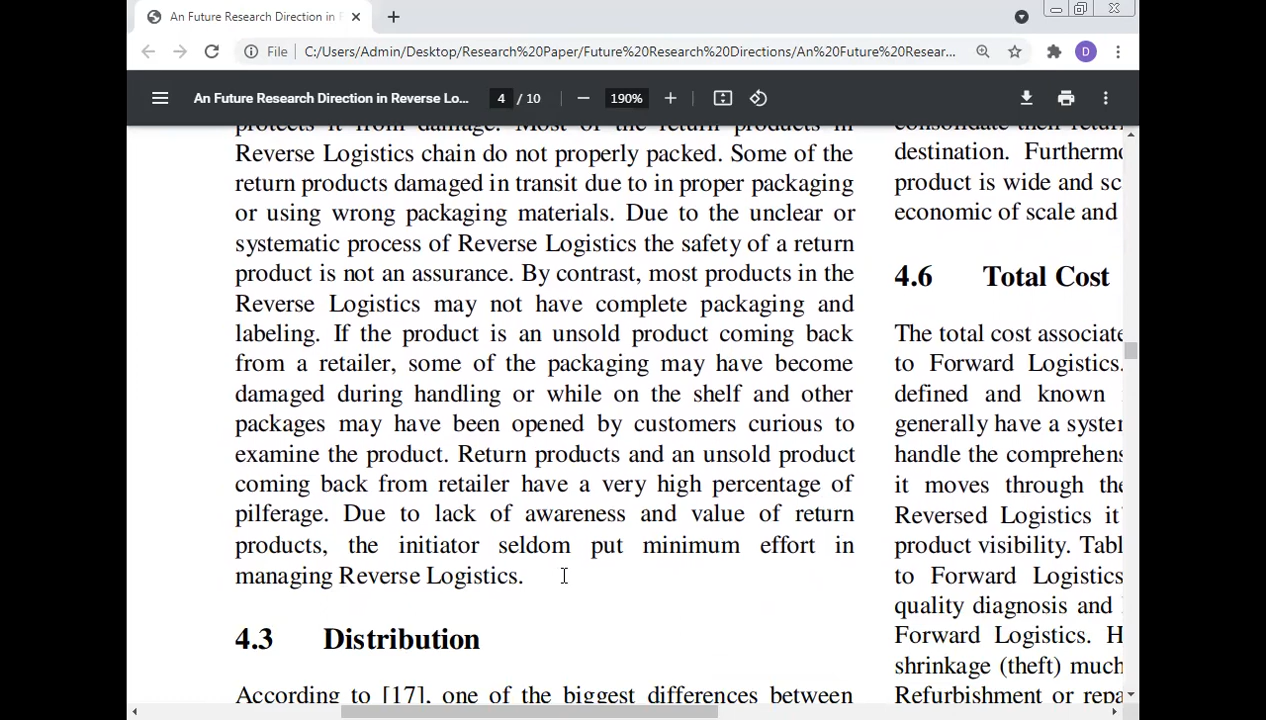 An Future Research Direction in
File C:/Users/Admin/Desktop/Research%20Paper/Future%20Research%20Directions/An%20Future%20Resear...
D
An Future Research Direction in Reverse Lo...
4 / 10
190%
protects it from damage. Most of the return products in
Reverse Logistics chain do not properly packed. Some of the
return products damaged in transit due to in proper packaging
or using wrong packaging materials. Due to the unclear or
systematic process of Reverse Logistics the safety of a return
product is not an assurance. By contrast, most products in the
Reverse Logistics may not have complete packaging and
labeling. If the product is an unsold product coming back
from a retailer, some of the packaging may have become
damaged during handling or while on the shelf and other
packages may have been opened by customers curious to
examine the product. Return products and an unsold product
coming back from retailer have a very high percentage of
pilferage. Due to lack of awareness and value of return
products, the initiator seldom put minimum effort in
managing Reverse Logistics.
4.3 Distribution
According to [17], one of the biggest differences between
consolidate their retur
destination. Furthermo
product is wide and sc
economic of scale and
4.6 Total Cost
The total cost associate
to Forward Logistics.
defined and known
generally have a syster
handle the comprehens
it moves through the
Reversed Logistics it'
product visibility. Tabl
to Forward Logistics
quality diagnosis and
Forward Logistics. H
shrinkage (theft) much
Refurbishment or repa